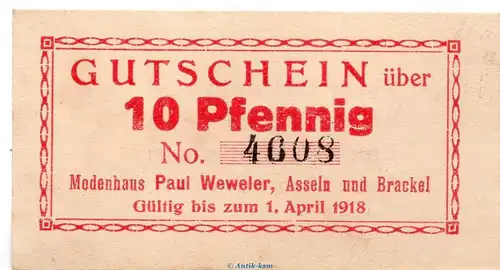 GUTSCHEIN über
10 Pfennig
No. 4608
Modenhaus Paul Weweler, Asseln und Brackel
Gültig bis zum 1. April 1918
© Antik-kam